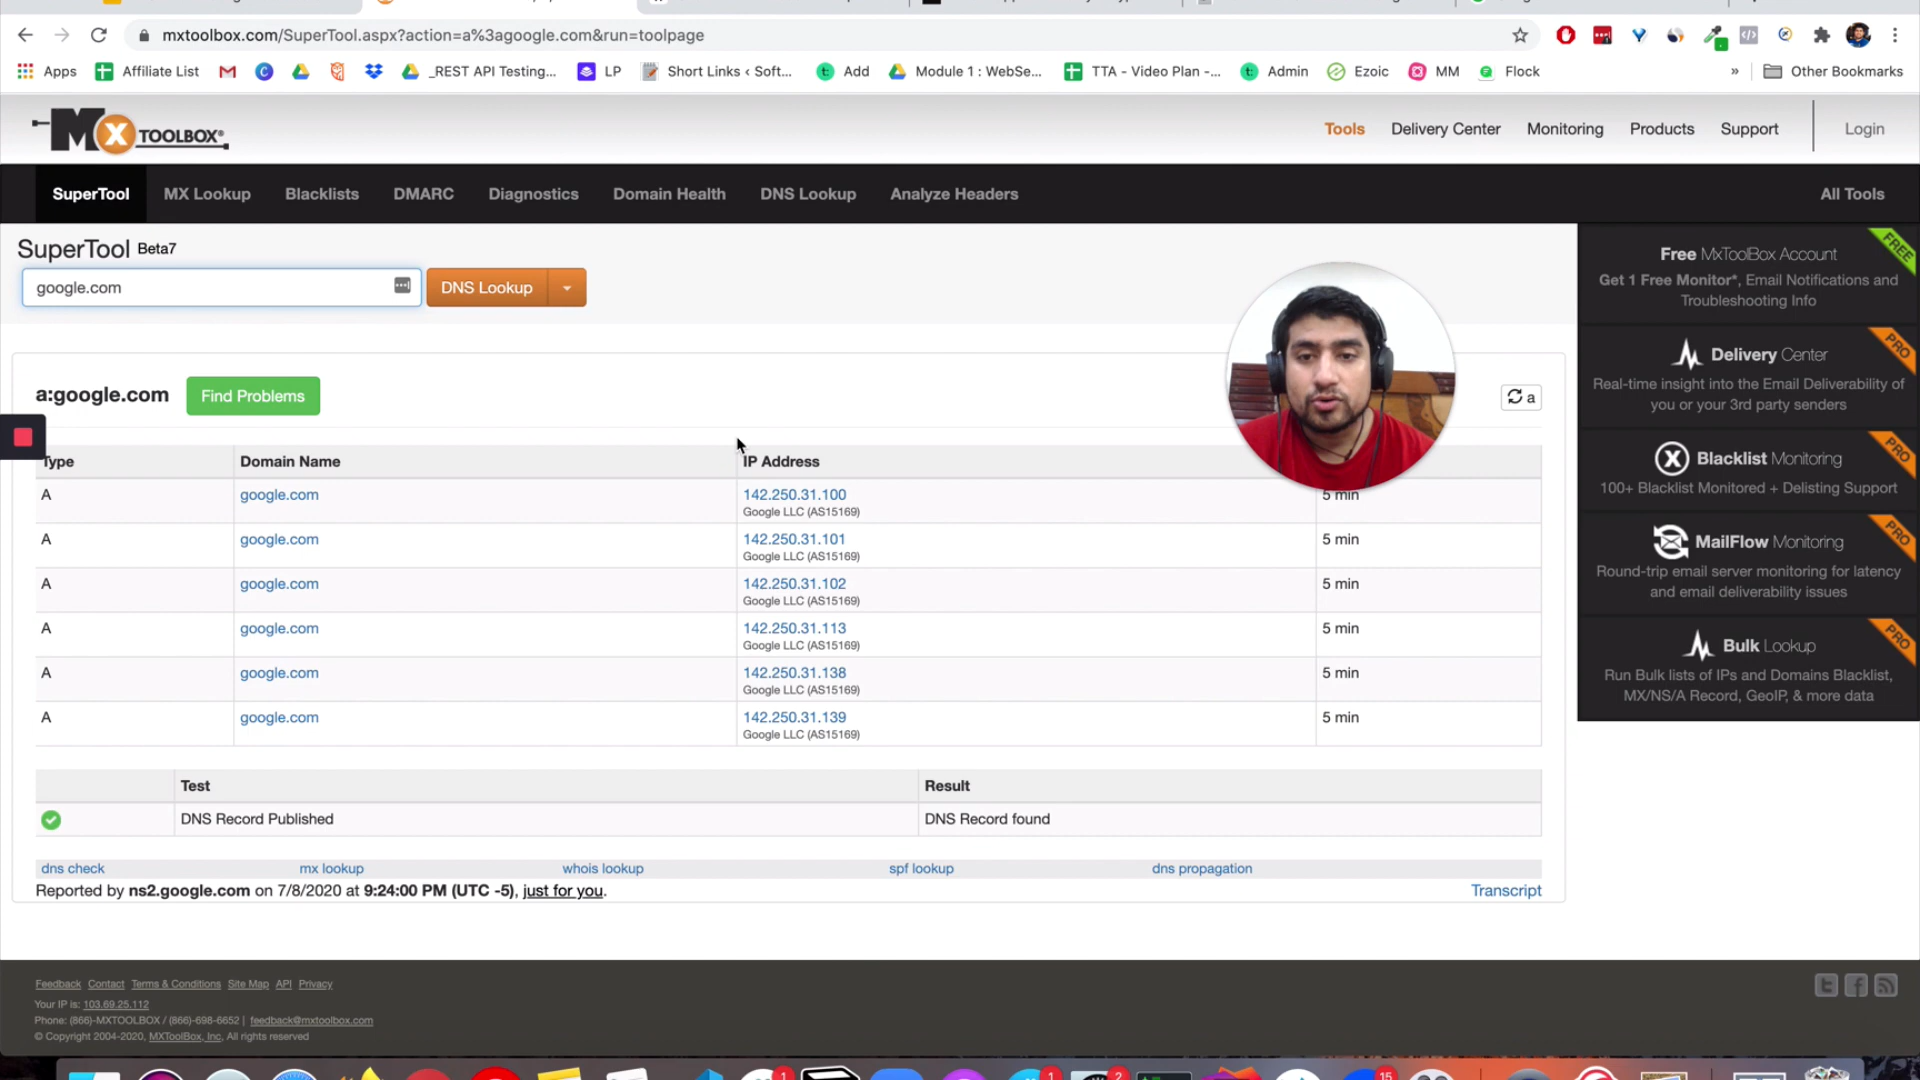 mxtoolbox.com/SuperTool.aspx?action=a%3agoogle.com&run=toolpage
Apps Affiliate List _REST API Testing... LP Short Links ‹ Soft... Add Module 1 : WebSe... TTA - Video Plan -... Admin Ezoic MM Flock » Other Bookmarks
MX TOOLBOX®
Tools Delivery Center Monitoring Products Support Login
SuperTool MX Lookup Blacklists DMARC Diagnostics Domain Health DNS Lookup Analyze Headers All Tools
SuperTool Beta7
google.com DNS Lookup
a:google.com Find Problems a
Type Domain Name IP Address
A google.com 142.250.31.100 5 min
Google LLC (AS15169)
A google.com 142.250.31.101 5 min
Google LLC (AS15169)
A google.com 142.250.31.102 5 min
Google LLC (AS15169)
A google.com 142.250.31.113 5 min
Google LLC (AS15169)
A google.com 142.250.31.138 5 min
Google LLC (AS15169)
A google.com 142.250.31.139 5 min
Google LLC (AS15169)
Test Result
DNS Record Published DNS Record found
dns check mx lookup whois lookup spf lookup dns propagation
Reported by ns2.google.com on 7/8/2020 at 9:24:00 PM (UTC -5), just for you. Transcript
FREE
Free MxToolBox Account
Get 1 Free Monitor*, Email Notifications and
Troubleshooting Info
PRO
Delivery Center
Real-time insight into the Email Deliverability of
you or your 3rd party senders
PRO
Blacklist Monitoring
100+ Blacklist Monitored + Delisting Support
PRO
MailFlow Monitoring
Round-trip email server monitoring for latency
and email deliverability issues
PRO
Bulk Lookup
Run Bulk lists of IPs and Domains Blacklist,
MX/NS/A Record, GeoIP, & more data
Feedback Contact Terms & Conditions Site Map API Privacy
Your IP is: 103.69.25.112
Phone: (866)-MXTOOLBOX / (866)-698-6652 | feedback@mxtoolbox.com
© Copyright 2004-2020, MXToolBox, Inc, All rights reserved
1 1 2 15